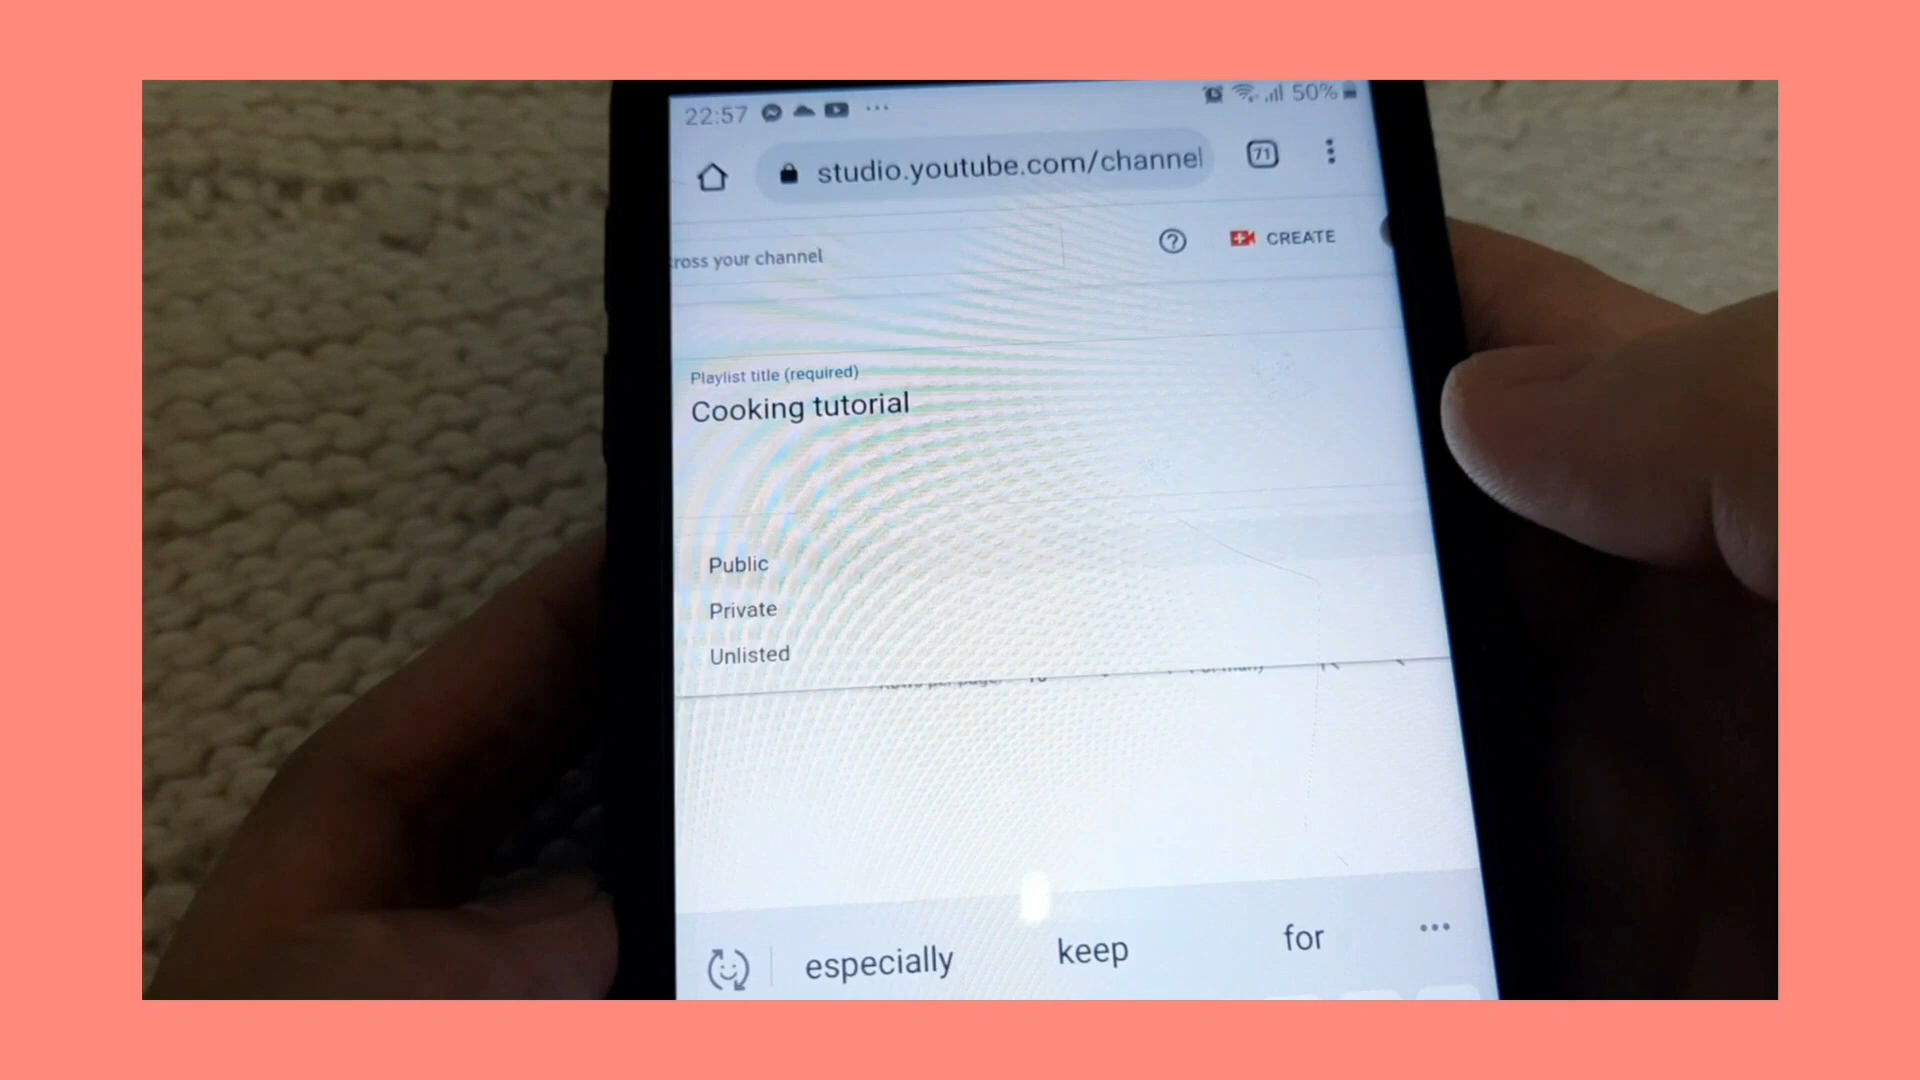 22:57 ... 50%
studio.youtube.com/channel 71
ross your channel
CREATE
Playlist title (required)
Cooking tutorial
Public
Private
Unlisted
especially keep for ...